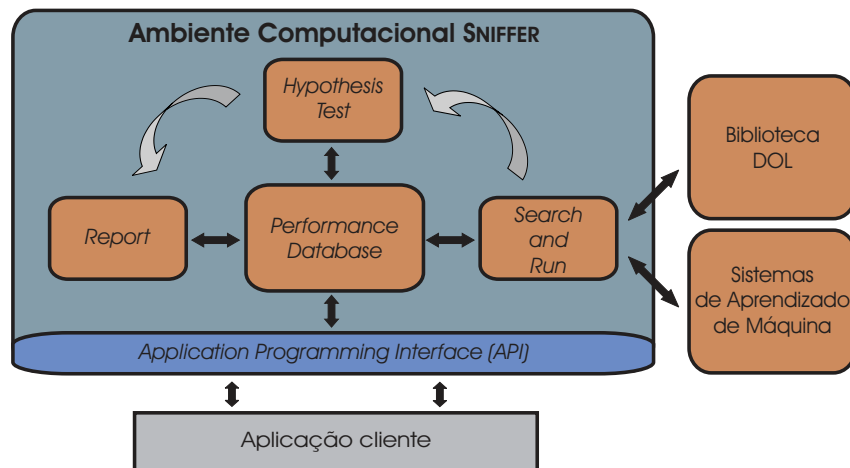 Ambiente Computacional SNIFFER
Hypothesis
Test
Biblioteca
DOL
Report
Performance
Database
Search
and
Run
Sistemas
de Aprendizado
de Máquina
Application Programming Interface (API)
Aplicação cliente